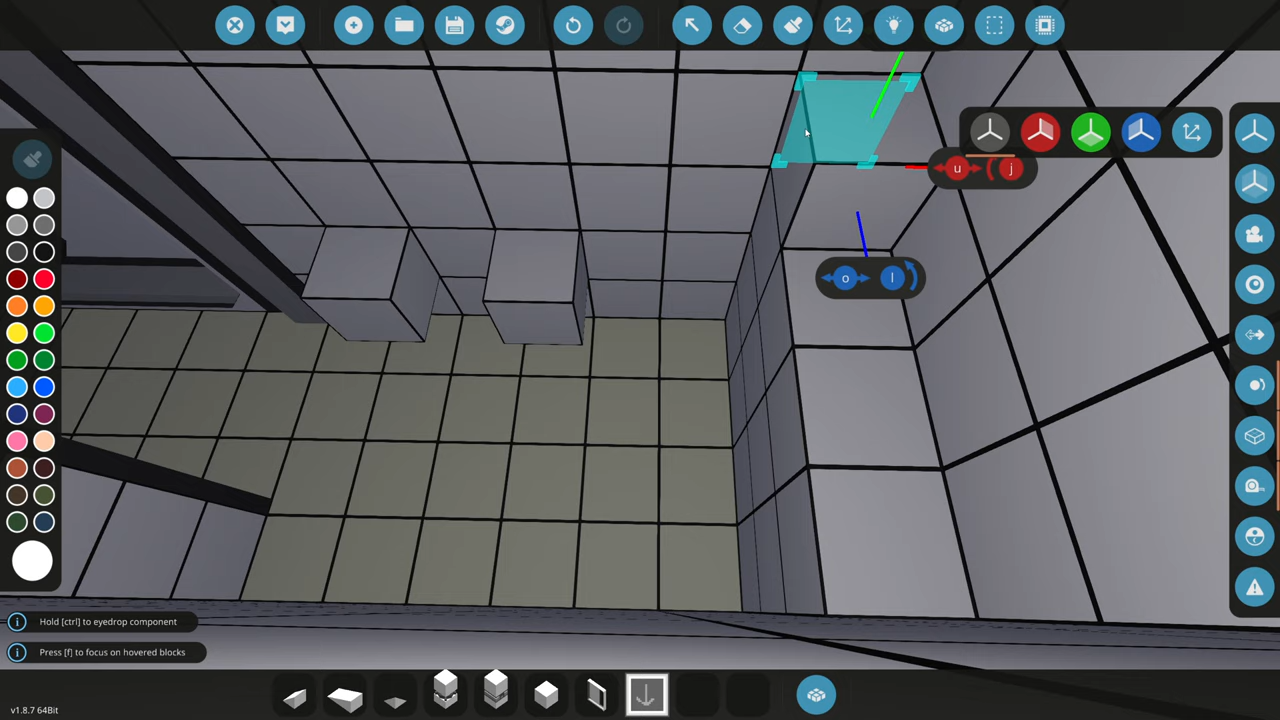 u
j
o
l
Hold [ctrl] to eyedrop component
Press [f] to focus on hovered blocks
v1.8.7 64Bit